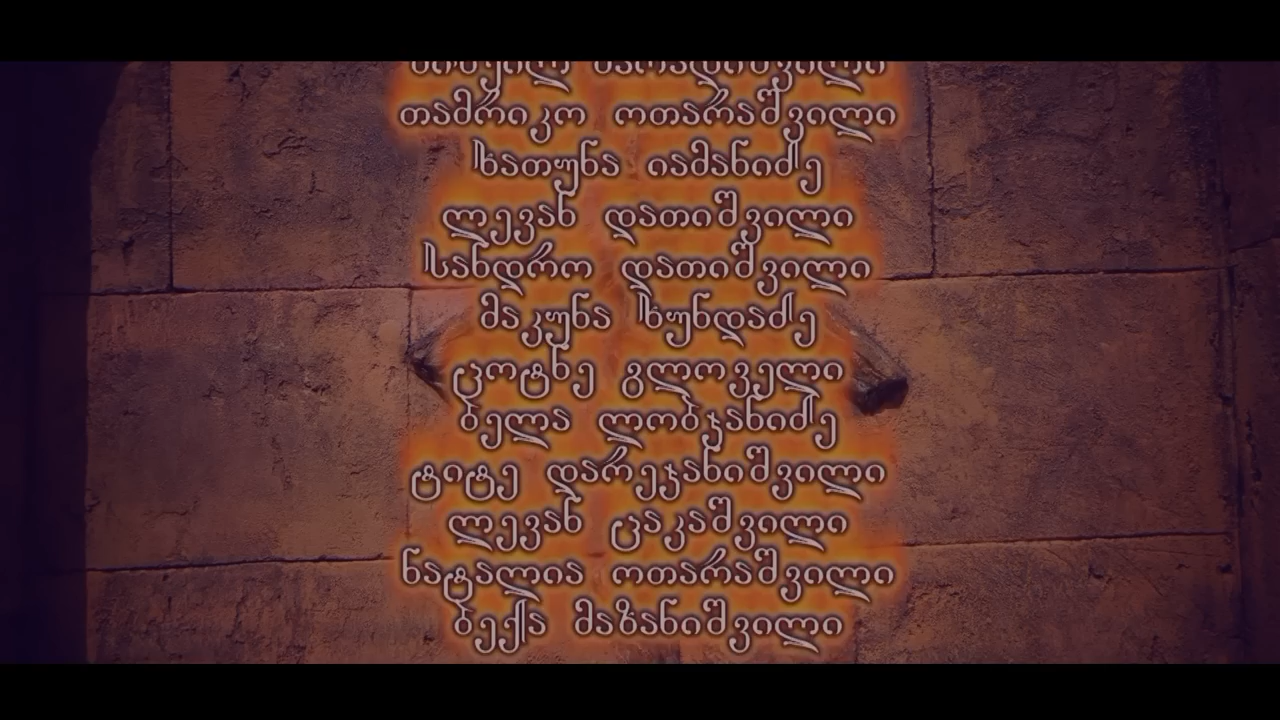 თამრიკო ოთარაშვილი
ხათუნა იამანიძე
ლევან დათიშვილი
სანდრო დათიშვილი
მაკუნა ხუნდაძე
ცოტნე გლოველი
ბელა ლობჯანიძე
ტიტე დარეჯანიშვილი
ლევან ცაკაშვილი
ნატალია ოთარაშვილი
ბექა მაზანიშვილი